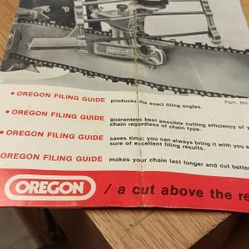 Part. N
• OREGON FILING GUIDE produces the exact filing angles.
• OREGON FILING GUIDE guarantees best possible cutting efficiency of
chain regardless of chain type.
• OREGON FILING GUIDE saves time; you can always bring it with you
sure of excellent filing results.
OREGON FILING GUIDE makes your chain last longer and cut
OREGON / a cut above the re